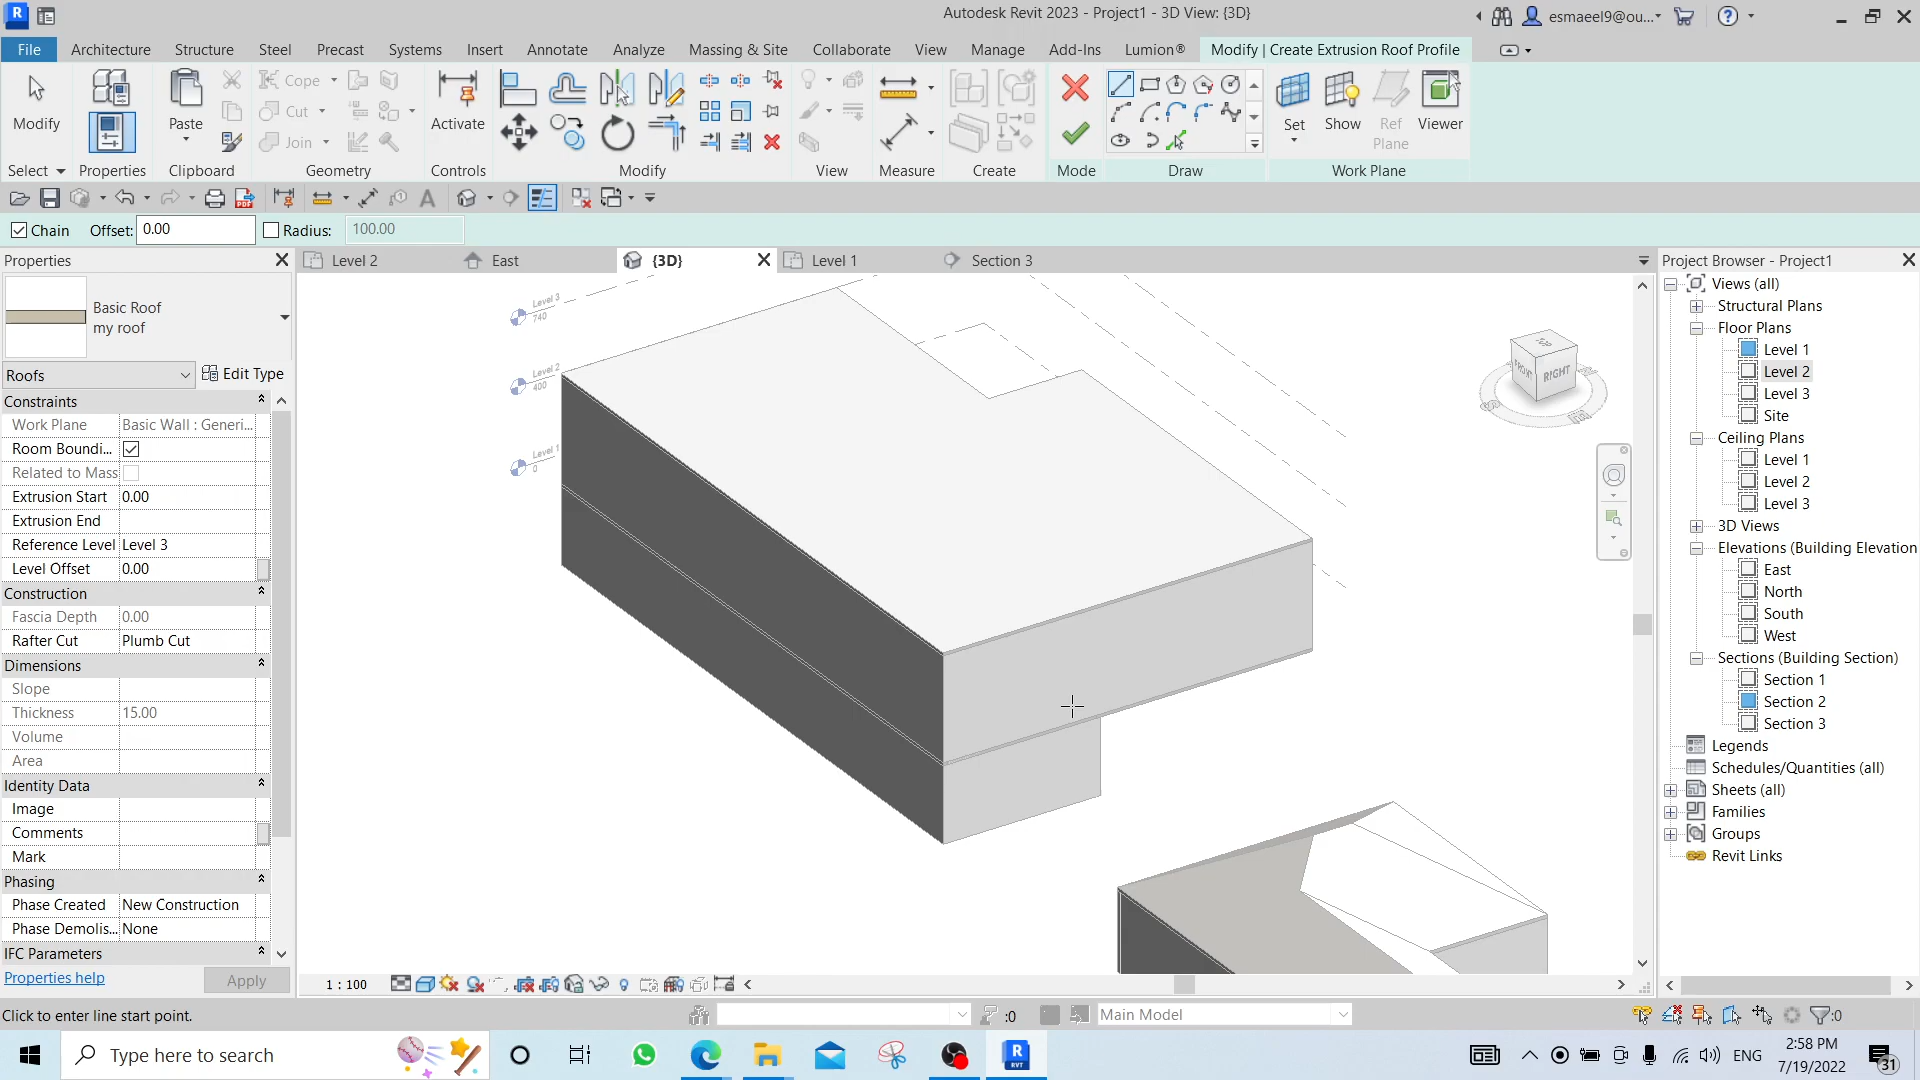 Autodesk Revit 2023 - Project1 - 3D View: {3D}
esmaeel9@ou...
File Architecture Structure Steel Precast Systems Insert Annotate Analyze Massing & Site Collaborate View Manage Add-Ins Lumion® Modify | Create Extrusion Roof Profile
Modify
Paste
Cope
Cut
Join
Activate
Set
Show
Ref
Plane
Viewer
Select Properties Clipboard Geometry Controls Modify View Measure Create Mode Draw Work Plane
Chain Offset: 0.00 Radius: 100.00
Properties
Level 2
East
{3D}
Level 1
Section 3
Project Browser - Project1
Basic Roof
my roof
Roofs
Edit Type
Constraints
Work Plane Basic Wall : Generi...
Room Boundi...
Related to Mass
Extrusion Start 0.00
Extrusion End
Reference Level Level 3
Level Offset 0.00
Construction
Fascia Depth 0.00
Rafter Cut Plumb Cut
Dimensions
Slope
Thickness 15.00
Volume
Area
Identity Data
Image
Comments
Mark
Phasing
Phase Created New Construction
Phase Demolis... None
IFC Parameters
Properties help
Apply
Level 3
740
Level 2
400
Level 1
0
TOP
FRONT
RIGHT
Views (all)
Structural Plans
Floor Plans
Level 1
Level 2
Level 3
Site
Ceiling Plans
Level 1
Level 2
Level 3
3D Views
Elevations (Building Elevation
East
North
South
West
Sections (Building Section)
Section 1
Section 2
Section 3
Legends
Schedules/Quantities (all)
Sheets (all)
Families
Groups
Revit Links
1 : 100
Click to enter line start point.
:0
Main Model
:0
Type here to search
ENG
2:58 PM
7/19/2022
31